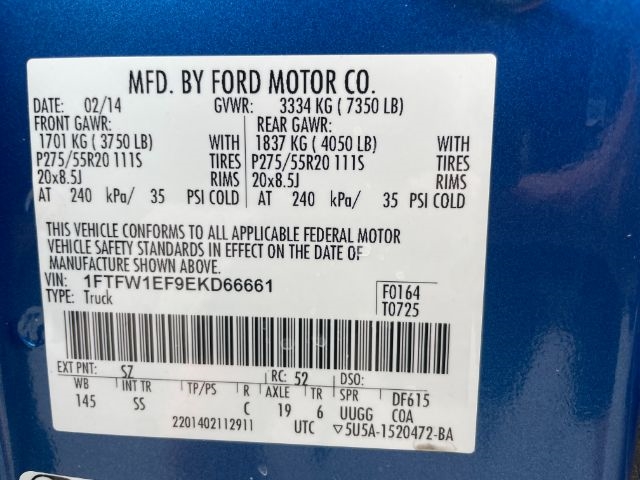 MFD. BY FORD MOTOR CO.
DATE: 02/14 GVWR: 3334 KG ( 7350 LB)
FRONT GAWR: REAR GAWR:
1701 KG ( 3750 LB) WITH 1837 KG ( 4050 LB) WITH
P275/55R20 111S TIRES P275/55R20 111S TIRES
20x8.5J RIMS 20x8.5J RIMS
AT 240 kPa/ 35 PSI COLD AT 240 kPa/ 35 PSI COLD
THIS VEHICLE CONFORMS TO ALL APPLICABLE FEDERAL MOTOR
VEHICLE SAFETY STANDARDS IN EFFECT ON THE DATE OF
MANUFACTURE SHOWN ABOVE.
VIN: 1FTFW1EF9EKD66661 F0164
TYPE: Truck T0725
EXT PNT: SZ RC: 52 DSO:
WB INT TR TP/PS R AXLE TR SPR DF615
145 SS C 19 6 UUGG COA
2201402112911 UTC ▽5U5A-1520472-BA